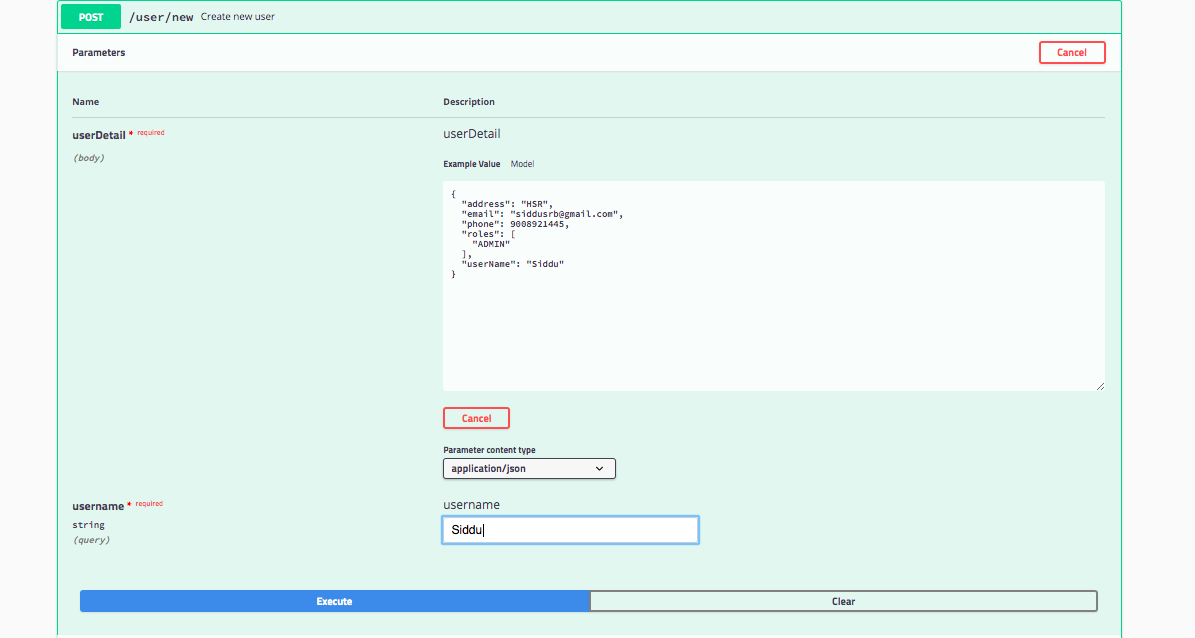 POST /user/new Create new user
Parameters
Cancel
Name Description
userDetail * required
userDetail
(body)
Example Value Model
{
  "address": "HSR",
  "email": "siddusrb@gmail.com",
  "phone": 9008921445,
  "roles": [
    "ADMIN"
  ],
  "userName": "Siddu"
}
Cancel
Parameter content type
application/json
username * required
username
string
(query)
Siddu
Execute Clear